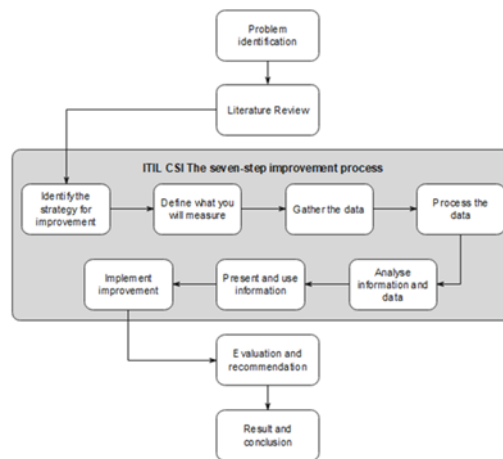 Problem
identification
Literature Review
ITIL CSI The seven-step improvement process
Identify the
strategy for
improvement
Define what you
will measure
Gather the data
Process the
data
Implement
improvement
Present and use
information
Analyse
information and
data
Evaluation and
recommendation
Result and
conclusion